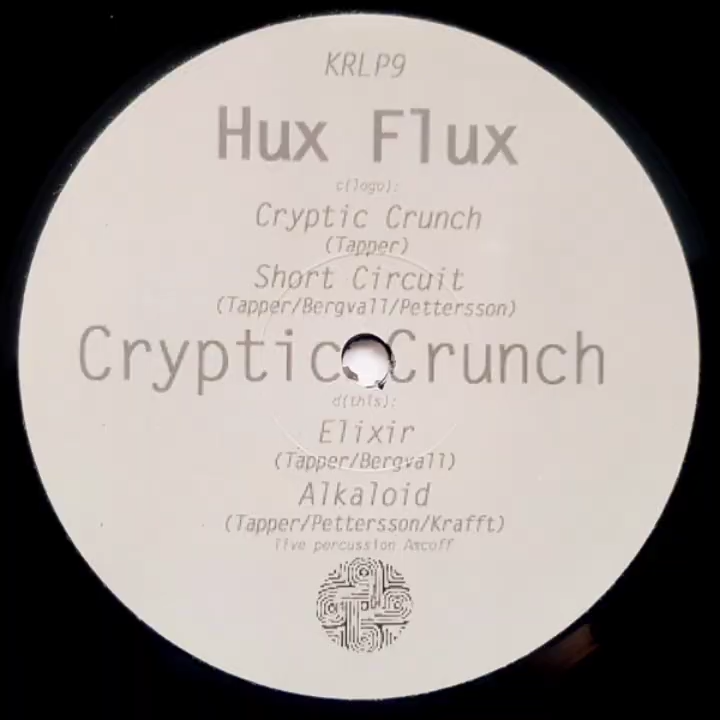 KRLP9
Hux Flux
c(logo):
Cryptic Crunch
(Tapper)
Short Circuit
(Tapper/Bergvall/Pettersson)
Cryptic Crunch
d(this):
Elixir
(Tapper/Bergvall)
Alkaloid
(Tapper/Pettersson/Krafft)
live percussion Ascoff